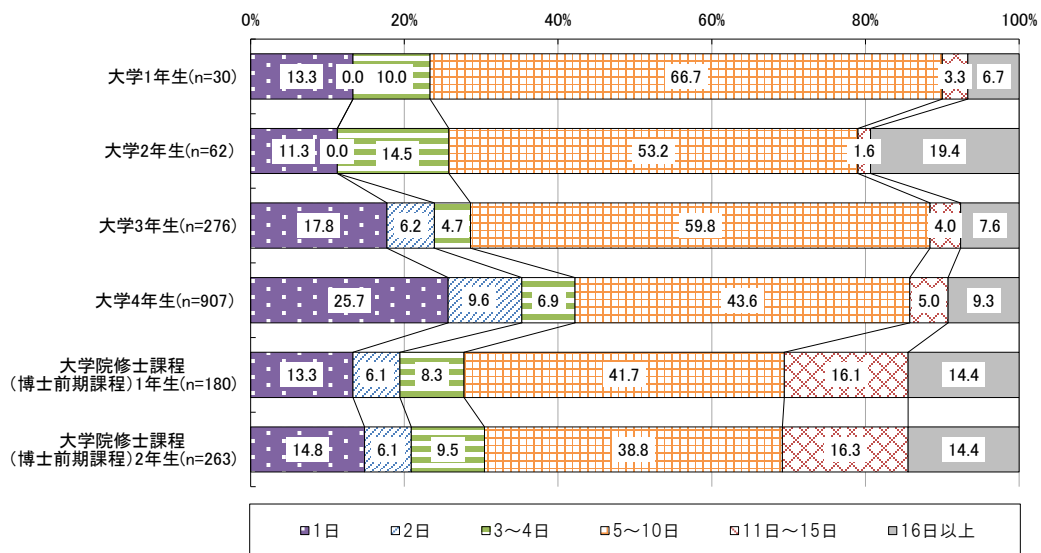 0% 20% 40% 60% 80% 100%
大学1年生(n=30) 13.3 0.0 10.0 66.7 3.3 6.7
大学2年生(n=62) 11.3 0.0 14.5 53.2 1.6 19.4
大学3年生(n=276) 17.8 6.2 4.7 59.8 4.0 7.6
大学4年生(n=907) 25.7 9.6 6.9 43.6 5.0 9.3
大学院修士課程
(博士前期課程)1年生(n=180) 13.3 6.1 8.3 41.7 16.1 14.4
大学院修士課程
(博士前期課程)2年生(n=263) 14.8 6.1 9.5 38.8 16.3 14.4
1日 2日 3～4日 5～10日 11日～15日 16日以上